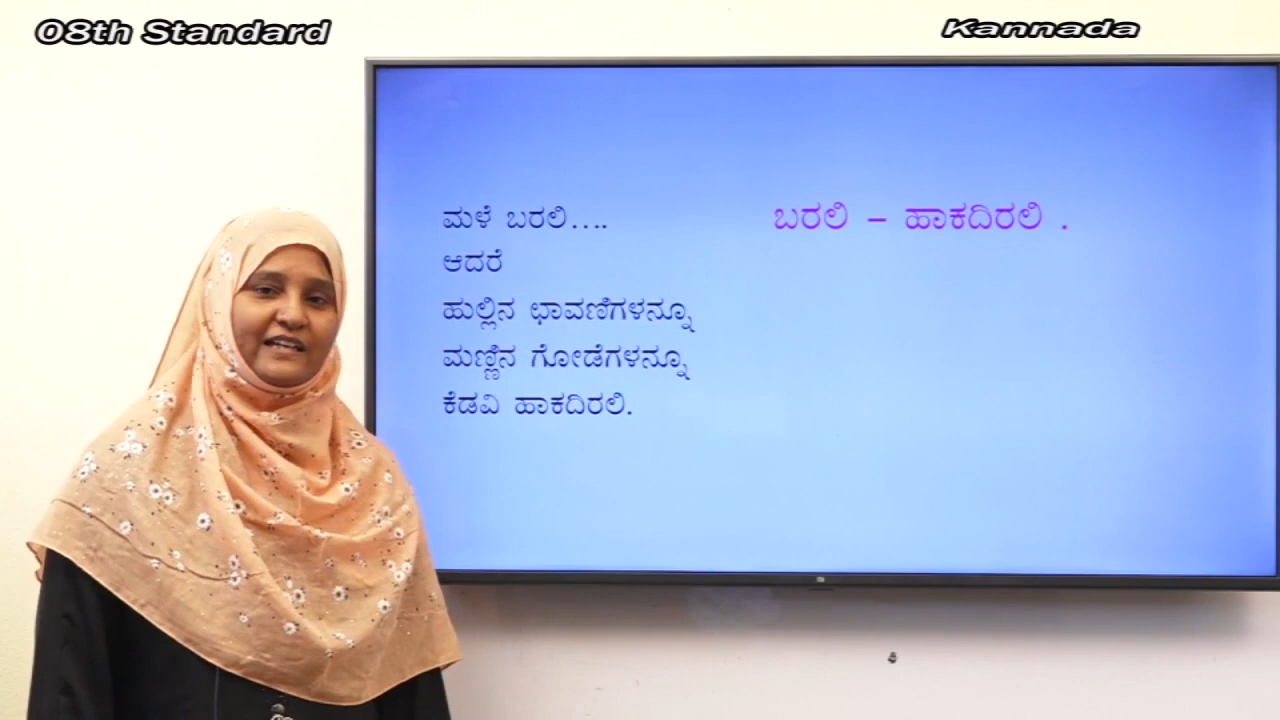 08th Standard
Kannada
ಮಳೆ ಬರಲಿ....
ಬರಲಿ – ಹಾಕದಿರಲಿ .
ಆದರೆ
ಹುಲ್ಲಿನ ಛಾವಣಿಗಳನ್ನೂ
ಮಣ್ಣಿನ ಗೋಡೆಗಳನ್ನೂ
ಕೆಡವಿ ಹಾಕದಿರಲಿ.